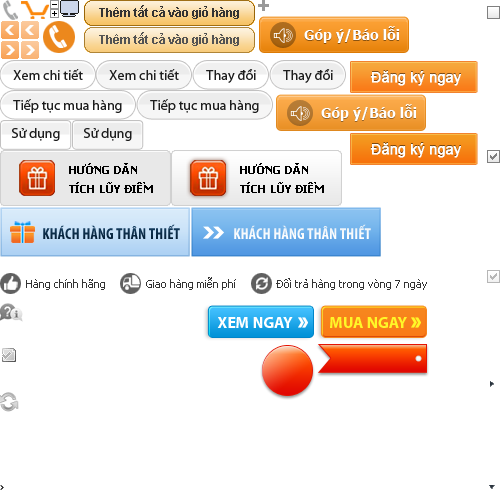 Thêm tất cả vào giỏ hàng
Thêm tất cả vào giỏ hàng
Góp ý/Báo lỗi
Xem chi tiết
Xem chi tiết
Thay đổi
Thay đổi
Đăng ký ngay
Tiếp tục mua hàng
Tiếp tục mua hàng
Góp ý/Báo lỗi
Sử dụng
Sử dụng
Đăng ký ngay
HƯỚNG DẪN
TÍCH LŨY ĐIỂM
HƯỚNG DẪN
TÍCH LŨY ĐIỂM
KHÁCH HÀNG THÂN THIẾT
KHÁCH HÀNG THÂN THIẾT
Hàng chính hãng
Giao hàng miễn phí
Đổi trả hàng trong vòng 7 ngày
XEM NGAY »
MUA NGAY »